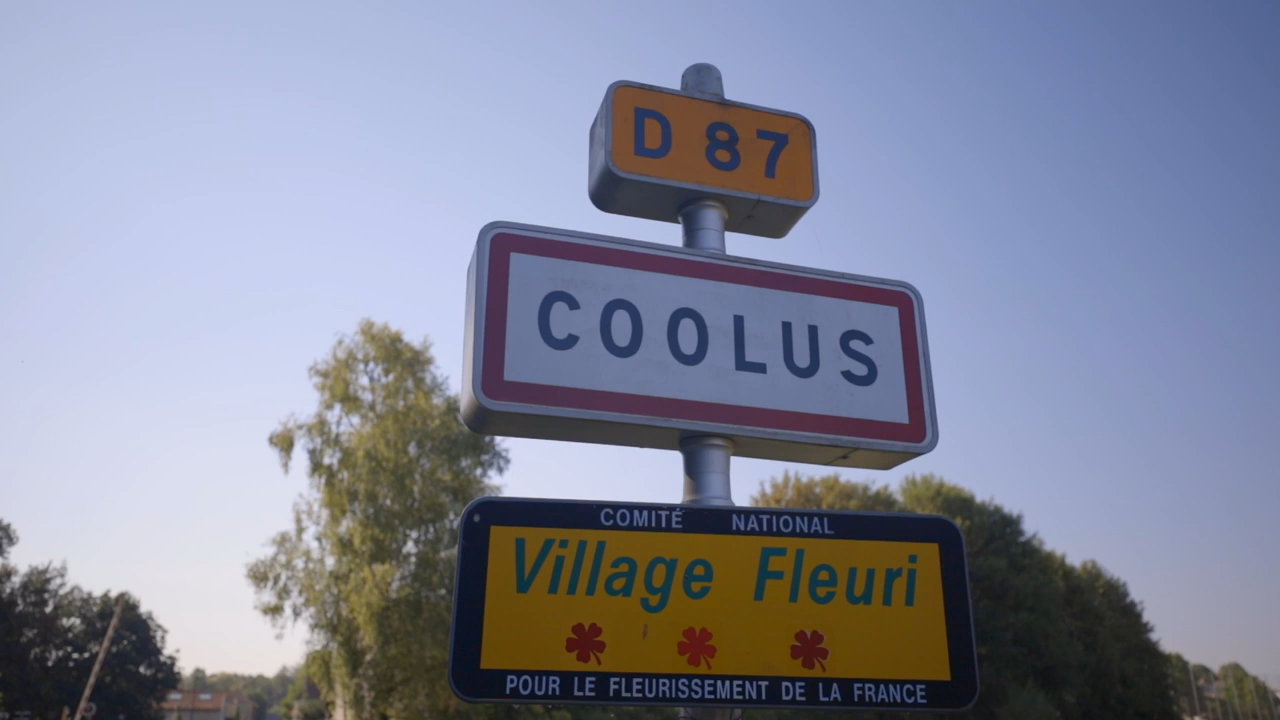 D 87
COOLUS
COMITÉ NATIONAL
Village Fleuri
POUR LE FLEURISSEMENT DE LA FRANCE